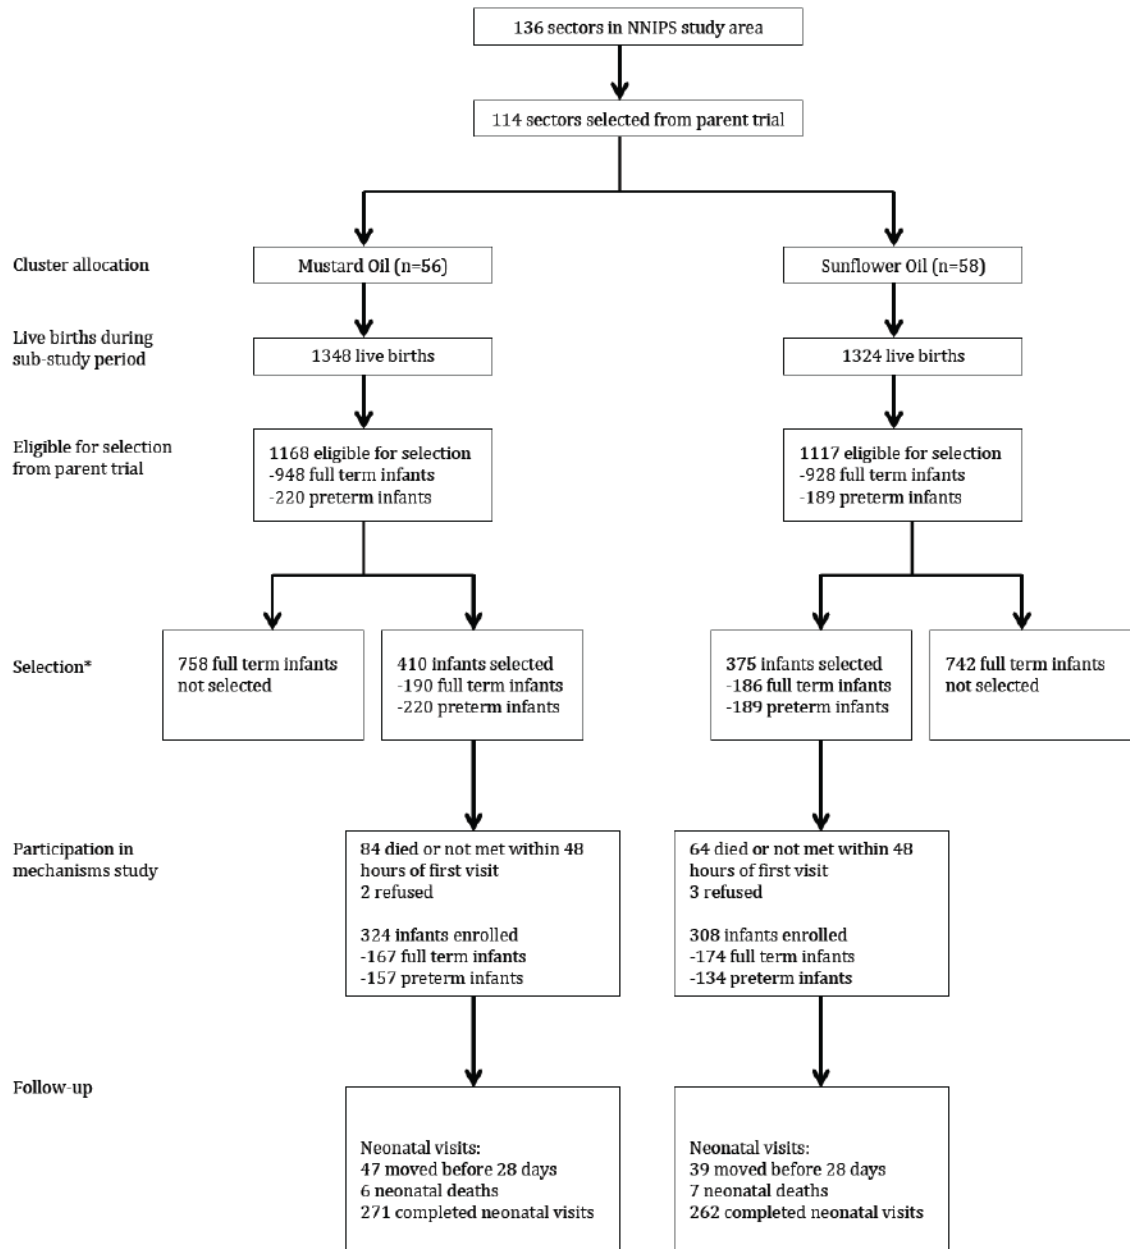 136 sectors in NNIPS study area
114 sectors selected from parent trial
Cluster allocation
Mustard Oil (n=56)
Sunflower Oil (n=58)
Live births during
sub-study period
1348 live births
1324 live births
Eligible for selection
from parent trial
1168 eligible for selection
-948 full term infants
-220 preterm infants
1117 eligible for selection
-928 full term infants
-189 preterm infants
Selection*
758 full term infants
not selected
410 infants selected
-190 full term infants
-220 preterm infants
375 infants selected
-186 full term infants
-189 preterm infants
742 full term infants
not selected
Participation in
mechanisms study
84 died or not met within 48
hours of first visit
2 refused
324 infants enrolled
-167 full term infants
-157 preterm infants
64 died or not met within 48
hours of first visit
3 refused
308 infants enrolled
-174 full term infants
-134 preterm infants
Follow-up
Neonatal visits:
47 moved before 28 days
6 neonatal deaths
271 completed neonatal visits
Neonatal visits:
39 moved before 28 days
7 neonatal deaths
262 completed neonatal visits